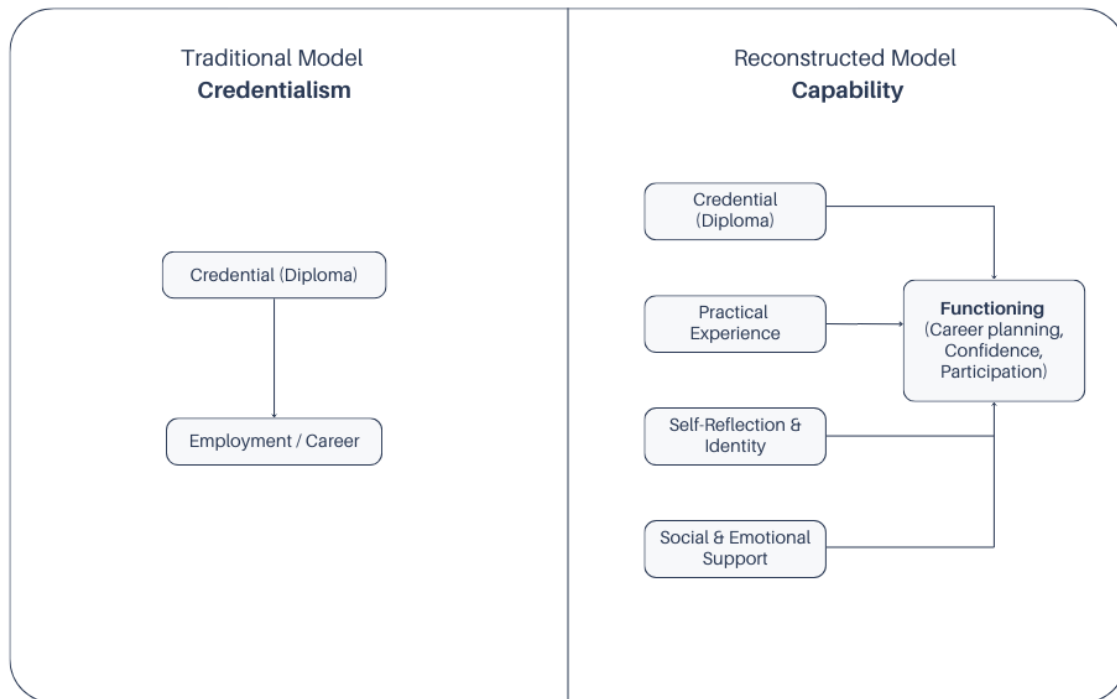 Traditional Model
Credentialism
Credential (Diploma)
Employment / Career
Reconstructed Model
Capability
Credential
(Diploma)
Practical
Experience
Self-Reflection &
Identity
Social & Emotional
Support
Functioning
(Career planning,
Confidence,
Participation)